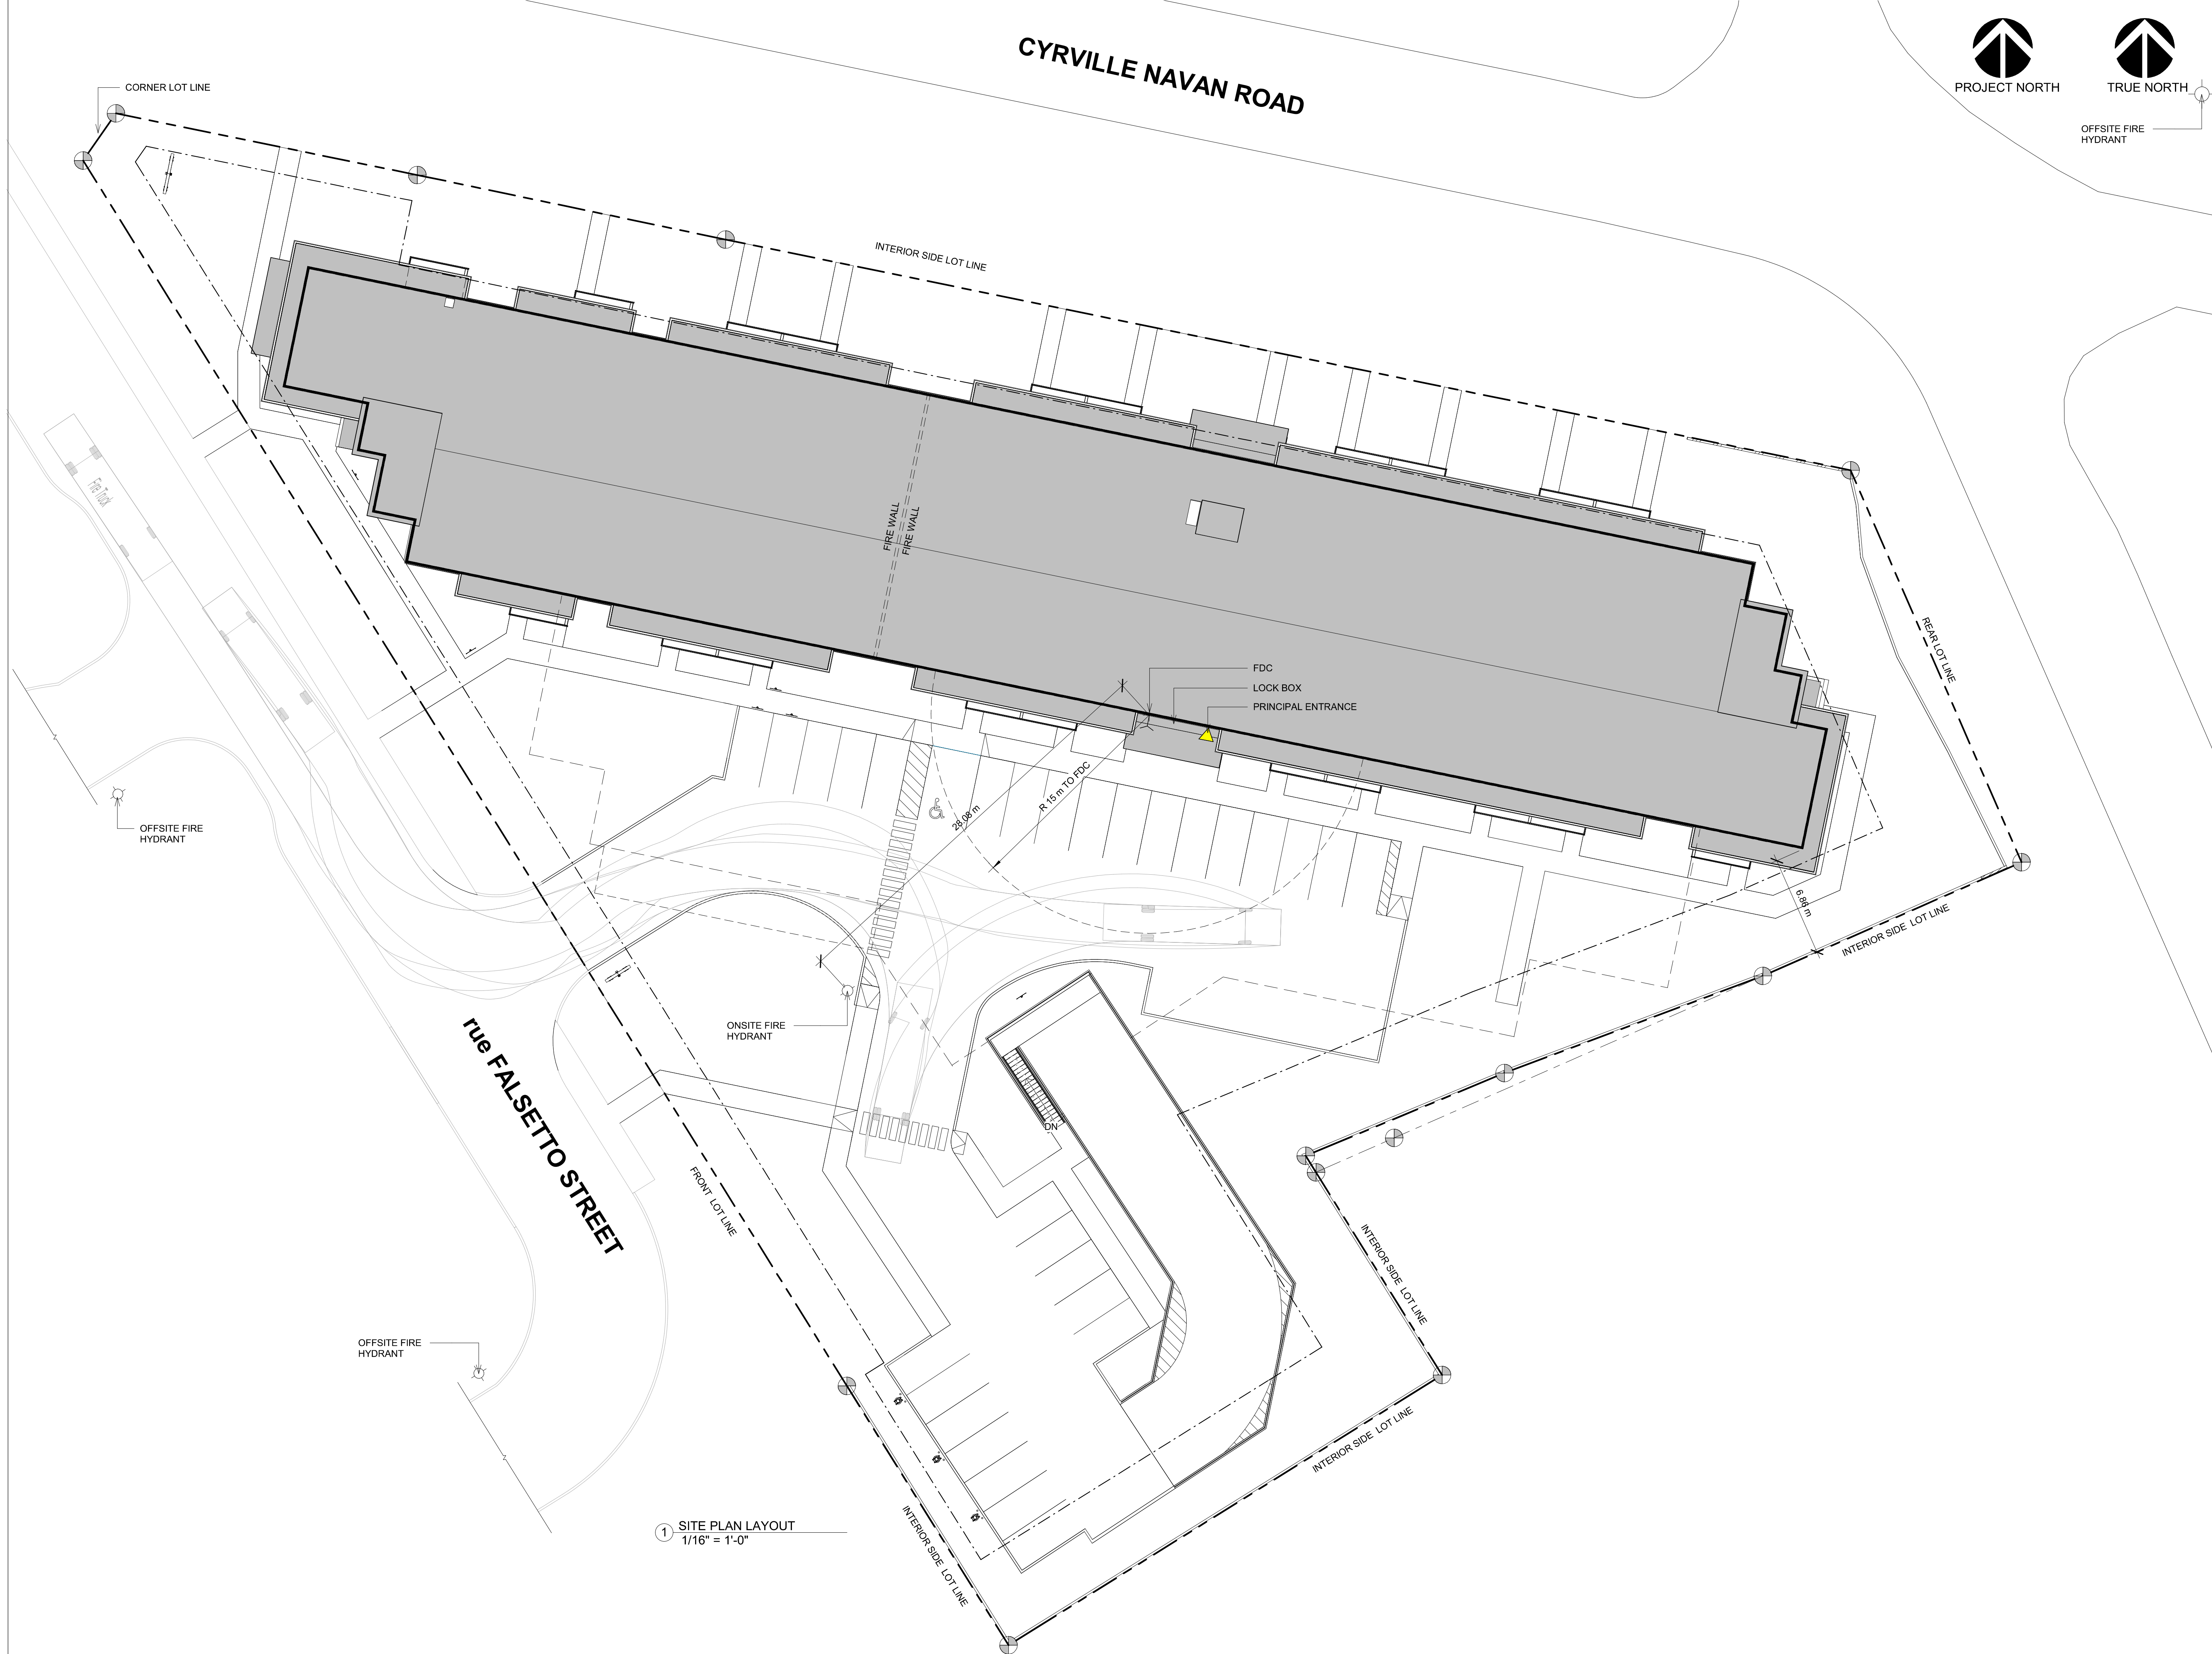 CYRVILLE NAVAN ROAD
PROJECT NORTH
TRUE NORTH
OFFSITE FIRE
HYDRANT
CORNER LOT LINE
INTERIOR SIDE LOT LINE
Fire Truck
FIRE WALL
FIRE WALL
REAR LOT LINE
FDC
LOCK BOX
PRINCIPAL ENTRANCE
R 15 m TO FDC
28.08 m
OFFSITE FIRE
HYDRANT
6.86 m
INTERIOR SIDE LOT LINE
ONSITE FIRE
HYDRANT
rue FALSETTO STREET
DN
FRONT LOT LINE
INTERIOR SIDE LOT LINE
OFFSITE FIRE
HYDRANT
INTERIOR SIDE LOT LINE
INTERIOR SIDE LOT LINE
1 SITE PLAN LAYOUT
1/16" = 1'-0"